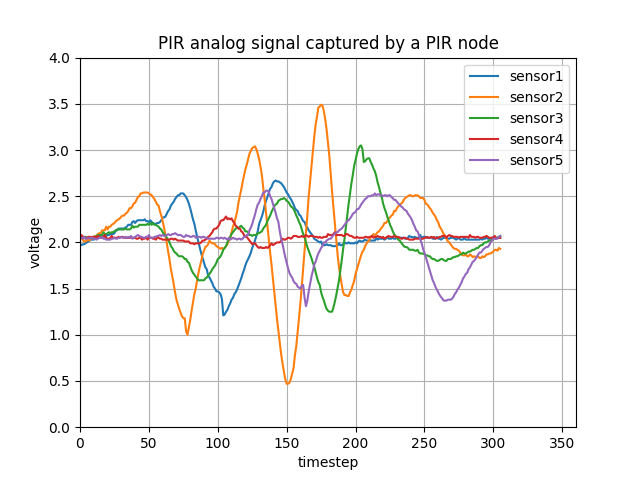 PIR analog signal captured by a PIR node
4.0
3.5
3.0
2.5
2.0
1.5
1.0
0.5
0.0
voltage
sensor1
sensor2
sensor3
sensor4
sensor5
0 50 100 150 200 250 300 350
timestep